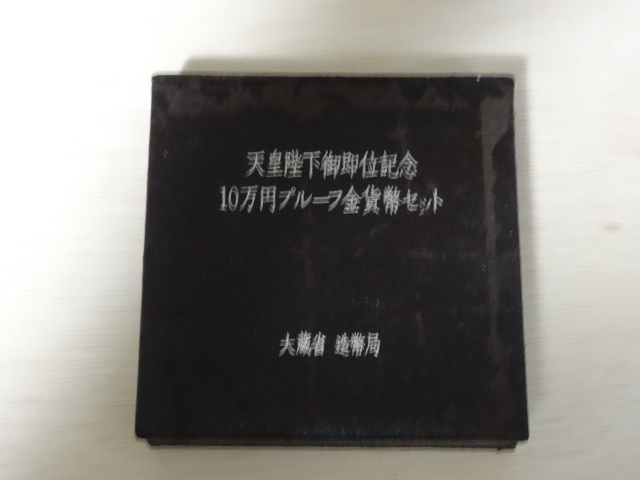 天皇陛下御即位記念
10万円プルーフ金貨幣セット
大蔵省 造幣局